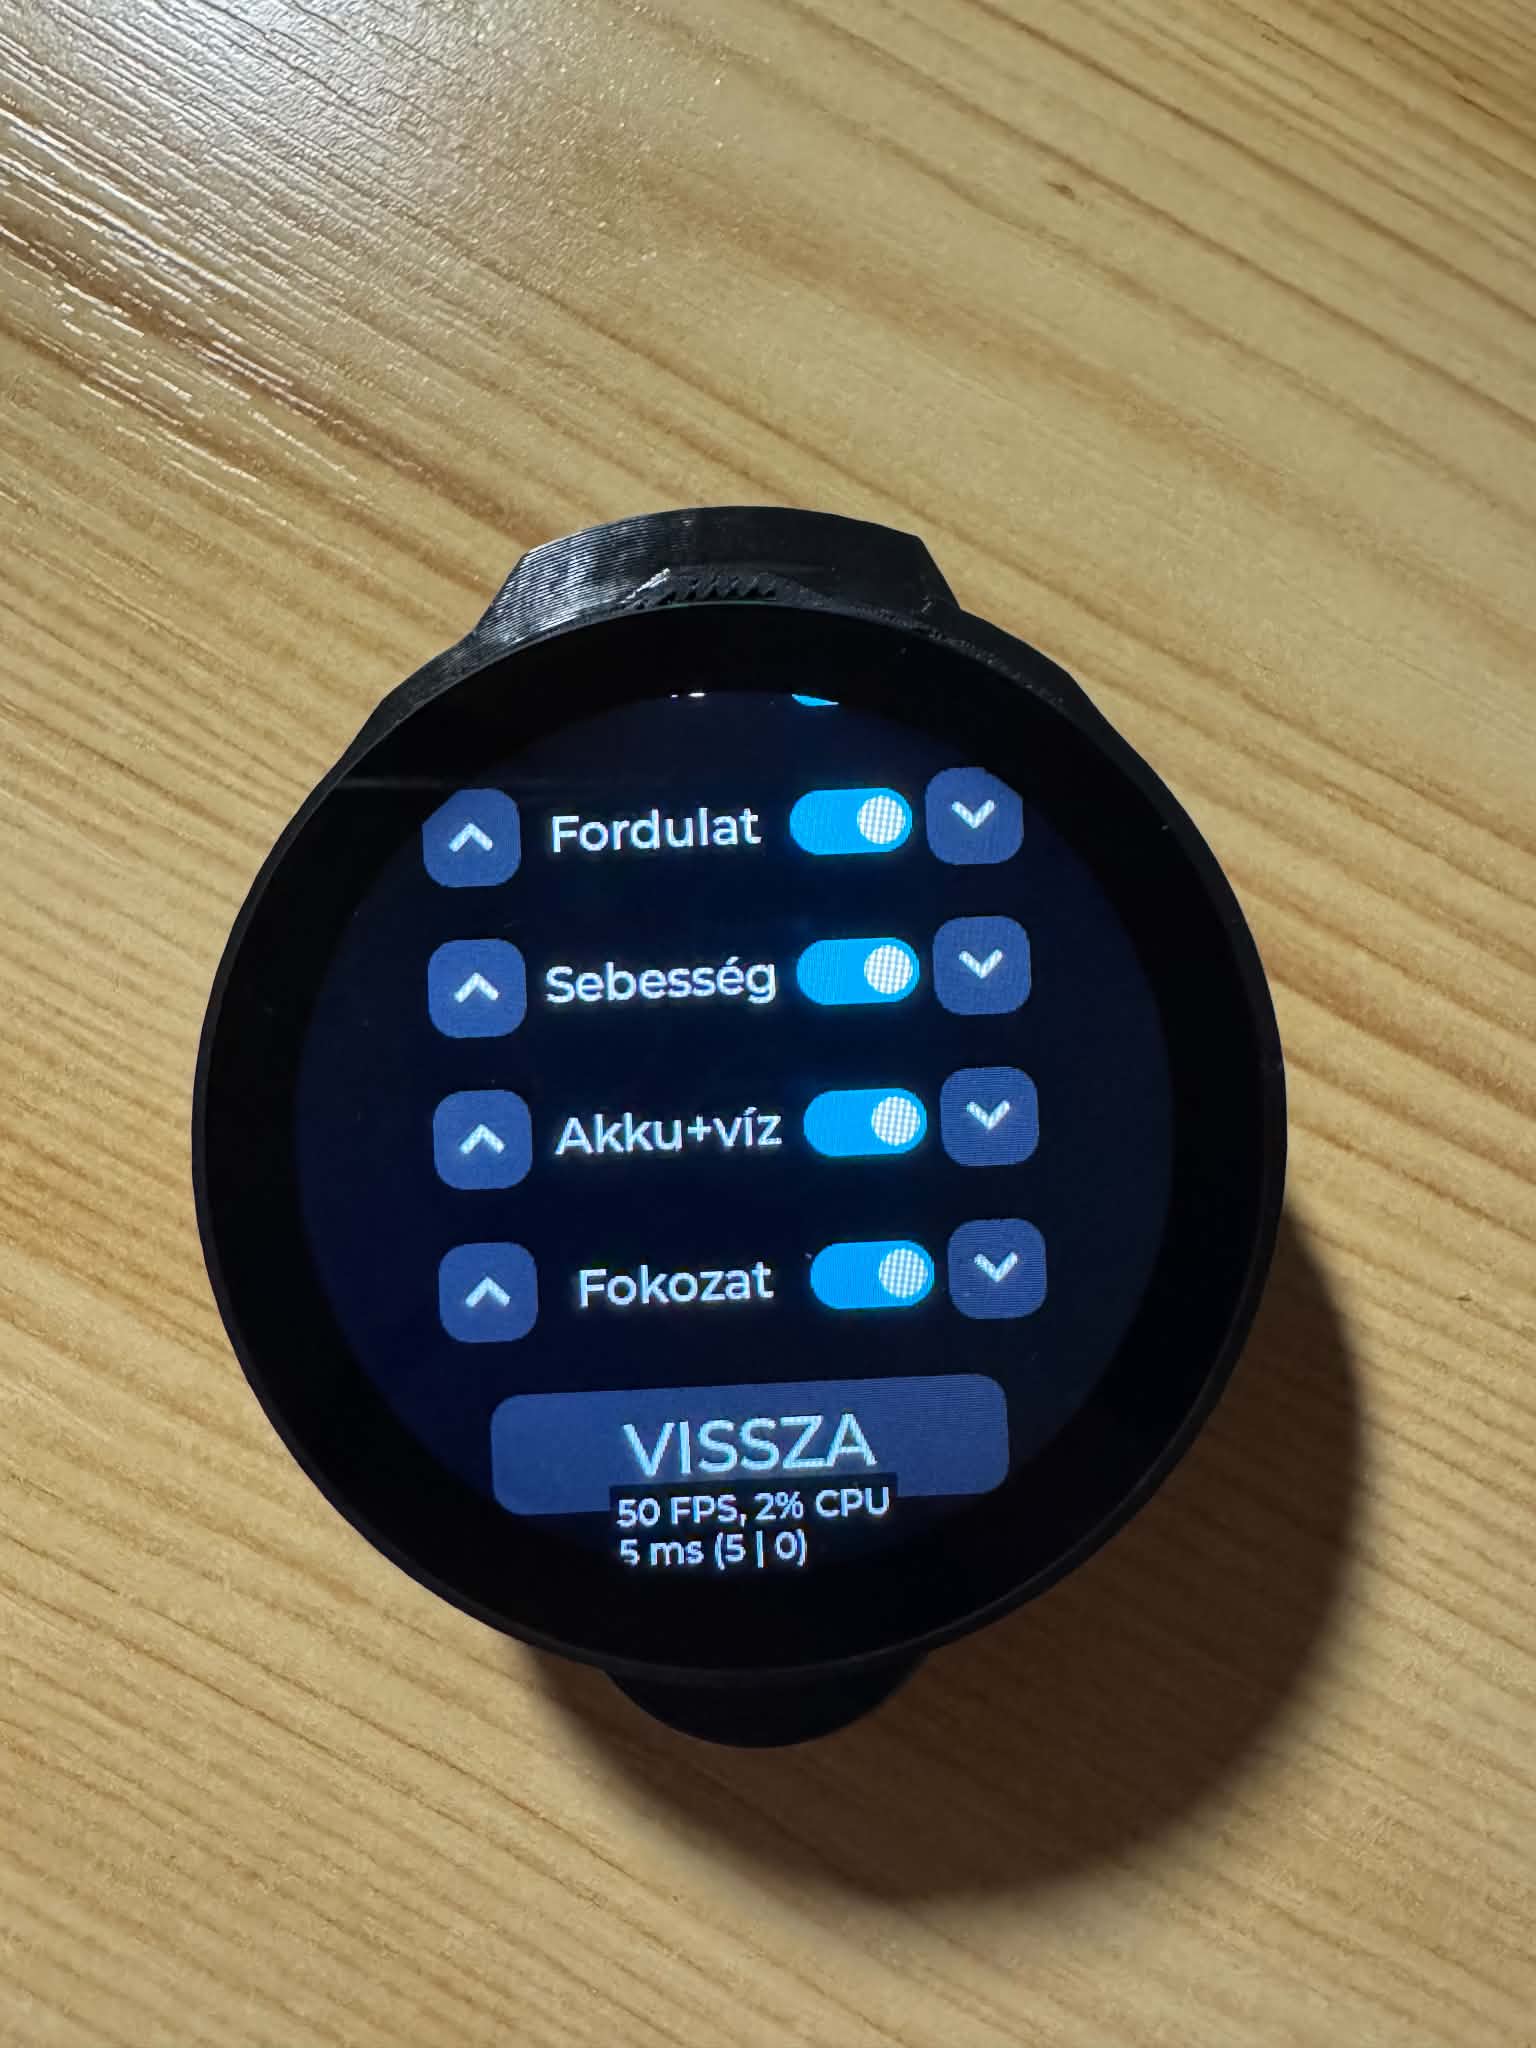 Fordulat
Sebesség
Akku+víz
Fokozat
VISSZA
50 FPS, 2% CPU
5 ms (5 | 0)